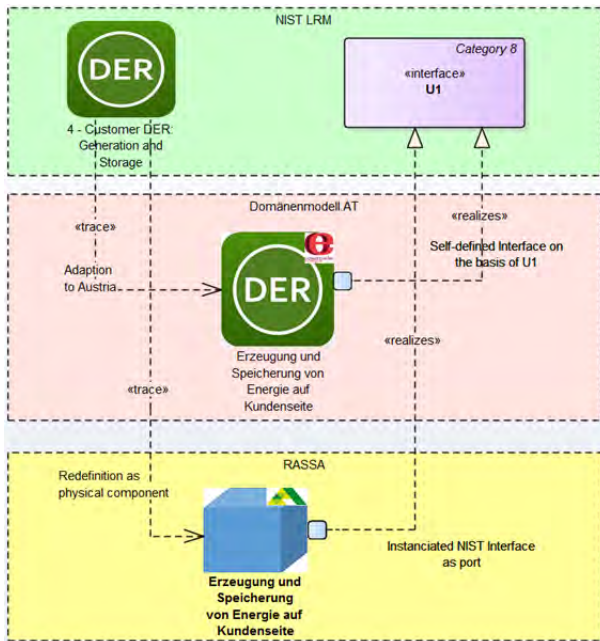 NIST LRM
DER
4 - Customer DER:
Generation and
Storage
Category 8
«interface»
U1
Domänenmodell AT
«trace»
«realizes»
Self-defined Interface on
the basis of U1
Adaption
to Austria
e
DER
Erzeugung und
Speicherung von
Energie auf
Kundenseite
«realizes»
«trace»
RASSA
Redefinition as
physical component
Instanciated NIST Interface
as port
Erzeugung und
Speicherung
von Energie auf
Kundenseite